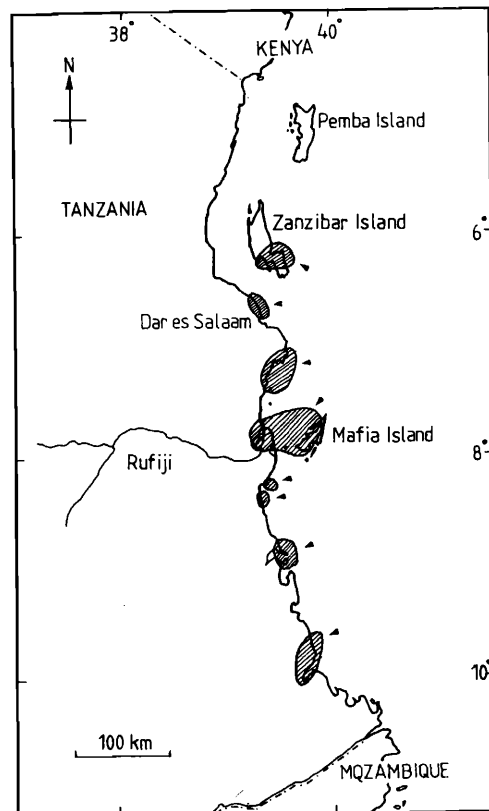 38° 40°
KENYA
N
Pemba Island
TANZANIA
Zanzibar Island
6°
Dar es Salaam
Mafia Island
8°
Rufiji
10°
100 km
MQZAMBIQUE